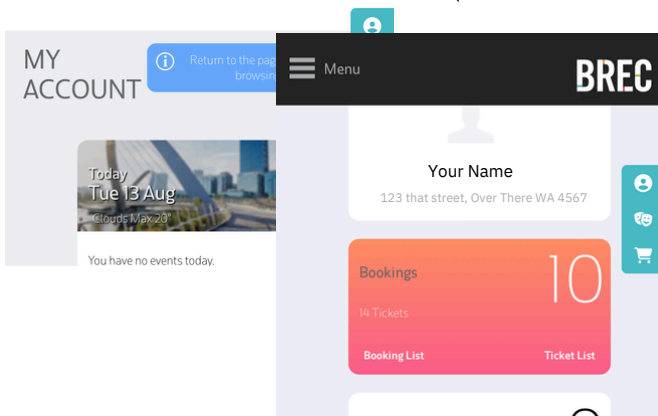 MY
ACCOUNT
Return to the pag
browsin
Today
Tue 13 Aug
Clouds Max 20°
You have no events today.
Menu
BREC
Your Name
123 that street, Over There WA 4567
Bookings
10
14 Tickets
Booking List
Ticket List